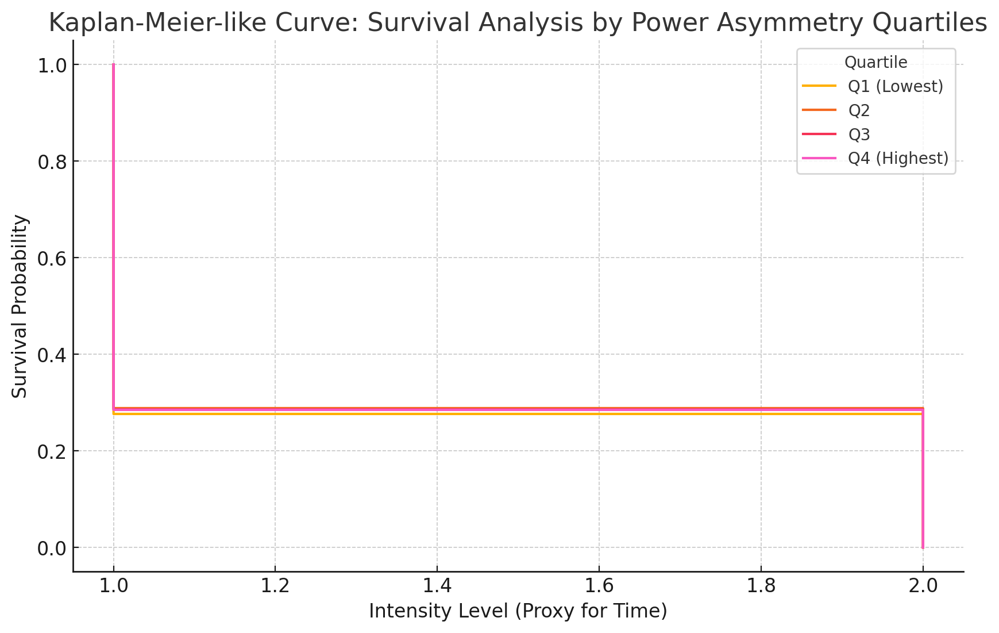 Kaplan-Meier-like Curve: Survival Analysis by Power Asymmetry Quartiles
Quartile
Q1 (Lowest)
Q2
Q3
Q4 (Highest)
Survival Probability
1.0
0.8
0.6
0.4
0.2
0.0
1.0 1.2 1.4 1.6 1.8 2.0
Intensity Level (Proxy for Time)